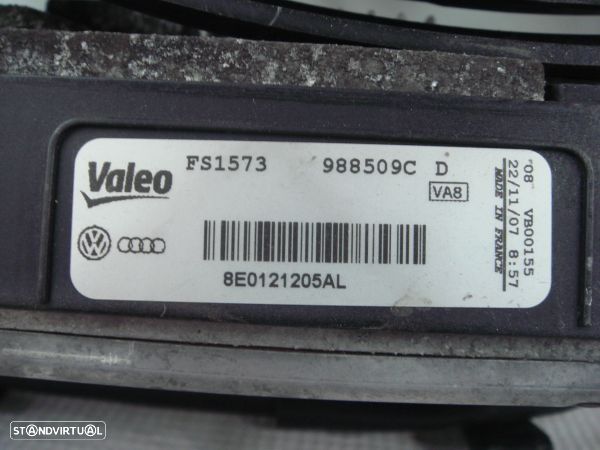 Valeo FS1573 988509C D
VA8
8E0121205AL
08 VB00155
22/11/07 8:57
MADE IN FRANCE
STANDVIRTUAL